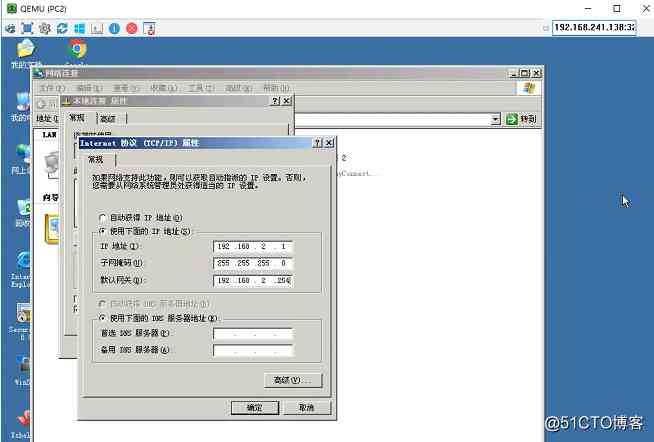 QEMU (PC2)
192.168.241.138:32
网络连接
文件(F) 编辑(E) 查看(V) 收藏(A) 工具(T) 高级(N) 帮助(H)
本地连接 属性
转到
常规 高级
LAN
Internet 协议 (TCP/IP) 属性
常规
如果网络支持此功能，则可以获取自动指派的 IP 设置。否则，
您需要从网络系统管理员处获得适当的 IP 设置。
自动获得 IP 地址(O)
使用下面的 IP 地址(S):
IP 地址(I): 192 .168 . 2 . 1
子网掩码(U): 255 .255 .255 . 0
默认网关(D): 192 .168 . 2 .254
自动获得 DNS 服务器地址(B)
使用下面的 DNS 服务器地址(E):
首选 DNS 服务器(P):
备用 DNS 服务器(A):
高级(V)...
确定 取消
@51CTO博客